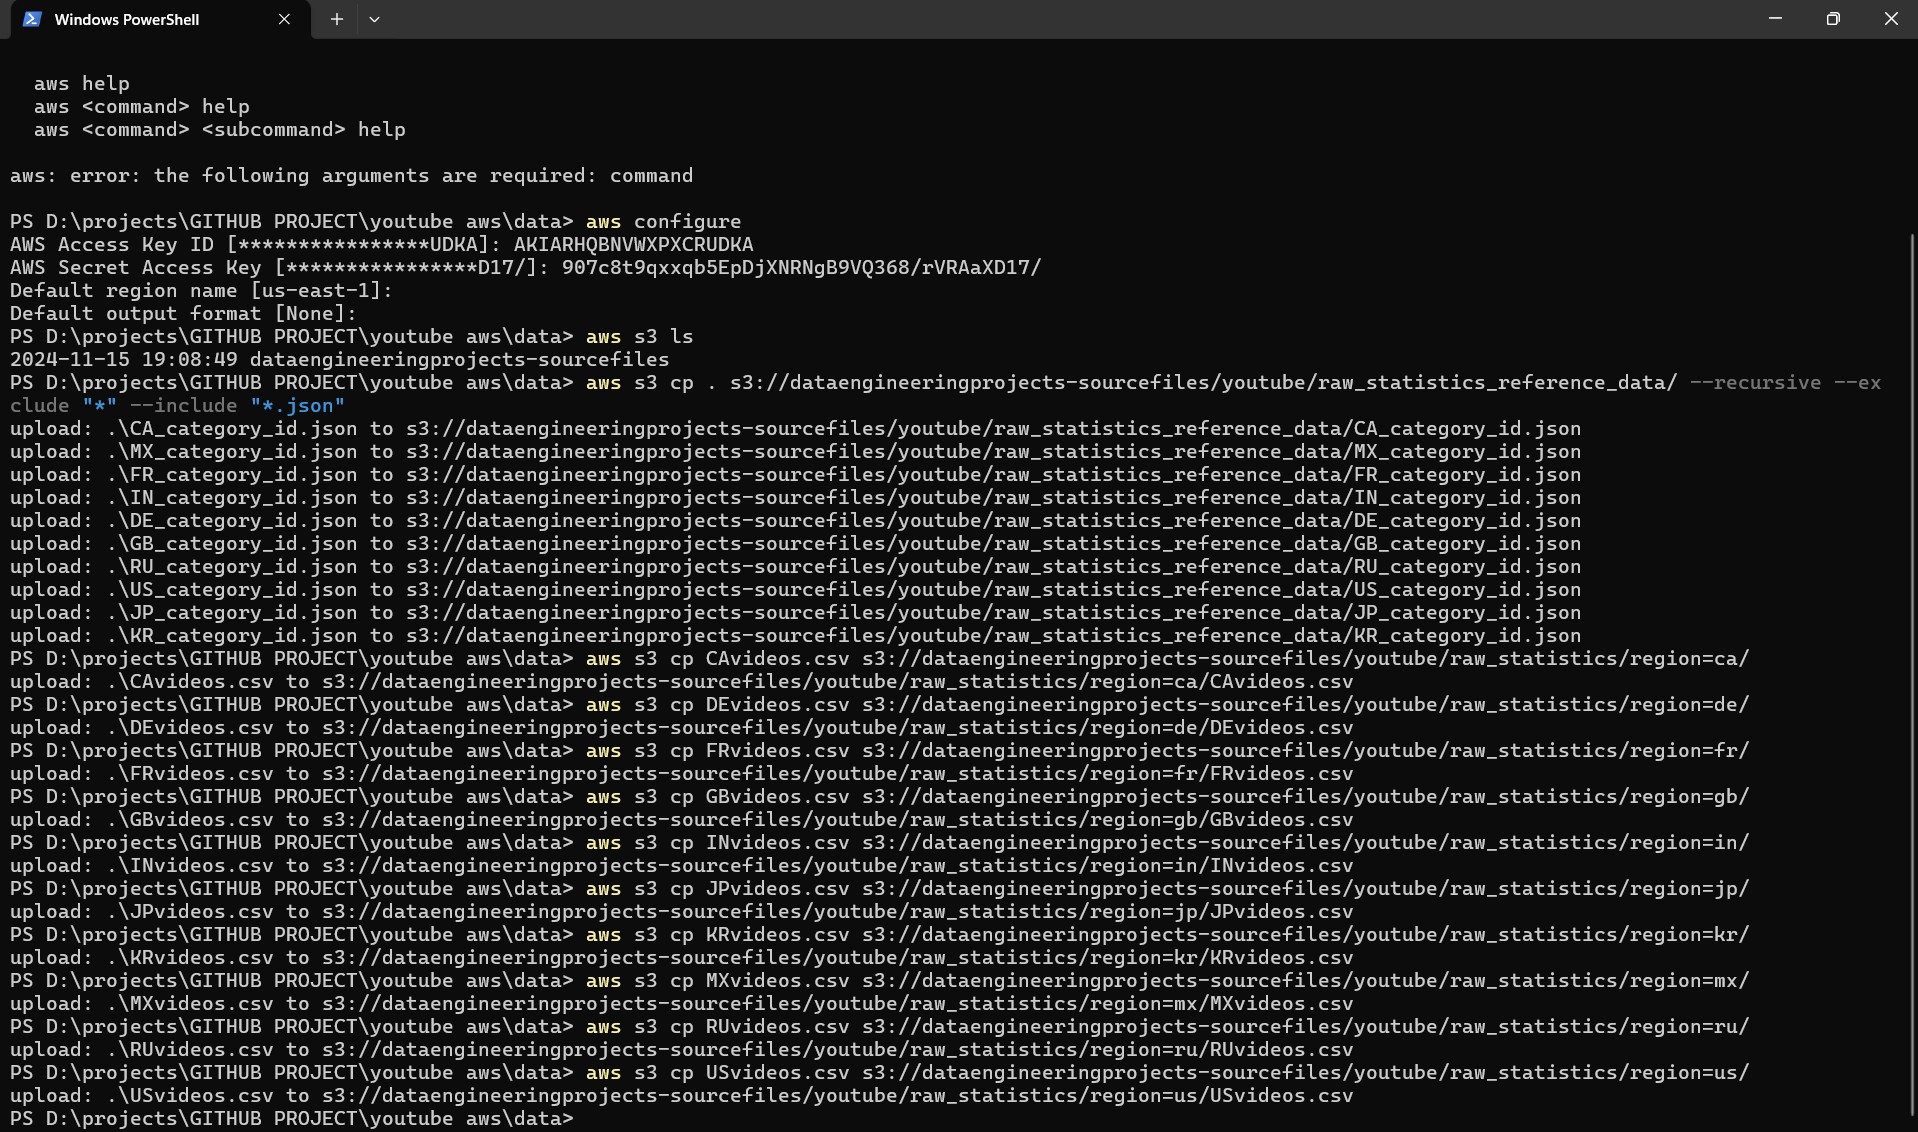 Windows PowerShell
aws help
aws <command> help
aws <command> <subcommand> help
aws: error: the following arguments are required: command
PS D:\projects\GITHUB PROJECT\youtube aws\data> aws configure
AWS Access Key ID [****************UDKA]: AKIARHQBNVWXPXCRUDKA
AWS Secret Access Key [****************D17/]: 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
Default region name [us-east-1]:
Default output format [None]:
PS D:\projects\GITHUB PROJECT\youtube aws\data> aws s3 ls
2024-11-15 19:08:49 dataengineeringprojects-sourcefiles
PS D:\projects\GITHUB PROJECT\youtube aws\data> aws s3 cp . s3://dataengineeringprojects-sourcefiles/youtube/raw_statistics_reference_data/ --recursive --ex
clude "*" --include "*.json"
upload: .\CA_category_id.json to s3://dataengineeringprojects-sourcefiles/youtube/raw_statistics_reference_data/CA_category_id.json
upload: .\MX_category_id.json to s3://dataengineeringprojects-sourcefiles/youtube/raw_statistics_reference_data/MX_category_id.json
upload: .\FR_category_id.json to s3://dataengineeringprojects-sourcefiles/youtube/raw_statistics_reference_data/FR_category_id.json
upload: .\IN_category_id.json to s3://dataengineeringprojects-sourcefiles/youtube/raw_statistics_reference_data/IN_category_id.json
upload: .\DE_category_id.json to s3://dataengineeringprojects-sourcefiles/youtube/raw_statistics_reference_data/DE_category_id.json
upload: .\GB_category_id.json to s3://dataengineeringprojects-sourcefiles/youtube/raw_statistics_reference_data/GB_category_id.json
upload: .\RU_category_id.json to s3://dataengineeringprojects-sourcefiles/youtube/raw_statistics_reference_data/RU_category_id.json
upload: .\US_category_id.json to s3://dataengineeringprojects-sourcefiles/youtube/raw_statistics_reference_data/US_category_id.json
upload: .\JP_category_id.json to s3://dataengineeringprojects-sourcefiles/youtube/raw_statistics_reference_data/JP_category_id.json
upload: .\KR_category_id.json to s3://dataengineeringprojects-sourcefiles/youtube/raw_statistics_reference_data/KR_category_id.json
PS D:\projects\GITHUB PROJECT\youtube aws\data> aws s3 cp CAvideos.csv s3://dataengineeringprojects-sourcefiles/youtube/raw_statistics/region=ca/
upload: .\CAvideos.csv to s3://dataengineeringprojects-sourcefiles/youtube/raw_statistics/region=ca/CAvideos.csv
PS D:\projects\GITHUB PROJECT\youtube aws\data> aws s3 cp DEvideos.csv s3://dataengineeringprojects-sourcefiles/youtube/raw_statistics/region=de/
upload: .\DEvideos.csv to s3://dataengineeringprojects-sourcefiles/youtube/raw_statistics/region=de/DEvideos.csv
PS D:\projects\GITHUB PROJECT\youtube aws\data> aws s3 cp FRvideos.csv s3://dataengineeringprojects-sourcefiles/youtube/raw_statistics/region=fr/
upload: .\FRvideos.csv to s3://dataengineeringprojects-sourcefiles/youtube/raw_statistics/region=fr/FRvideos.csv
PS D:\projects\GITHUB PROJECT\youtube aws\data> aws s3 cp GBvideos.csv s3://dataengineeringprojects-sourcefiles/youtube/raw_statistics/region=gb/
upload: .\GBvideos.csv to s3://dataengineeringprojects-sourcefiles/youtube/raw_statistics/region=gb/GBvideos.csv
PS D:\projects\GITHUB PROJECT\youtube aws\data> aws s3 cp INvideos.csv s3://dataengineeringprojects-sourcefiles/youtube/raw_statistics/region=in/
upload: .\INvideos.csv to s3://dataengineeringprojects-sourcefiles/youtube/raw_statistics/region=in/INvideos.csv
PS D:\projects\GITHUB PROJECT\youtube aws\data> aws s3 cp JPvideos.csv s3://dataengineeringprojects-sourcefiles/youtube/raw_statistics/region=jp/
upload: .\JPvideos.csv to s3://dataengineeringprojects-sourcefiles/youtube/raw_statistics/region=jp/JPvideos.csv
PS D:\projects\GITHUB PROJECT\youtube aws\data> aws s3 cp KRvideos.csv s3://dataengineeringprojects-sourcefiles/youtube/raw_statistics/region=kr/
upload: .\KRvideos.csv to s3://dataengineeringprojects-sourcefiles/youtube/raw_statistics/region=kr/KRvideos.csv
PS D:\projects\GITHUB PROJECT\youtube aws\data> aws s3 cp MXvideos.csv s3://dataengineeringprojects-sourcefiles/youtube/raw_statistics/region=mx/
upload: .\MXvideos.csv to s3://dataengineeringprojects-sourcefiles/youtube/raw_statistics/region=mx/MXvideos.csv
PS D:\projects\GITHUB PROJECT\youtube aws\data> aws s3 cp RUvideos.csv s3://dataengineeringprojects-sourcefiles/youtube/raw_statistics/region=ru/
upload: .\RUvideos.csv to s3://dataengineeringprojects-sourcefiles/youtube/raw_statistics/region=ru/RUvideos.csv
PS D:\projects\GITHUB PROJECT\youtube aws\data> aws s3 cp USvideos.csv s3://dataengineeringprojects-sourcefiles/youtube/raw_statistics/region=us/
upload: .\USvideos.csv to s3://dataengineeringprojects-sourcefiles/youtube/raw_statistics/region=us/USvideos.csv
PS D:\projects\GITHUB PROJECT\youtube aws\data>